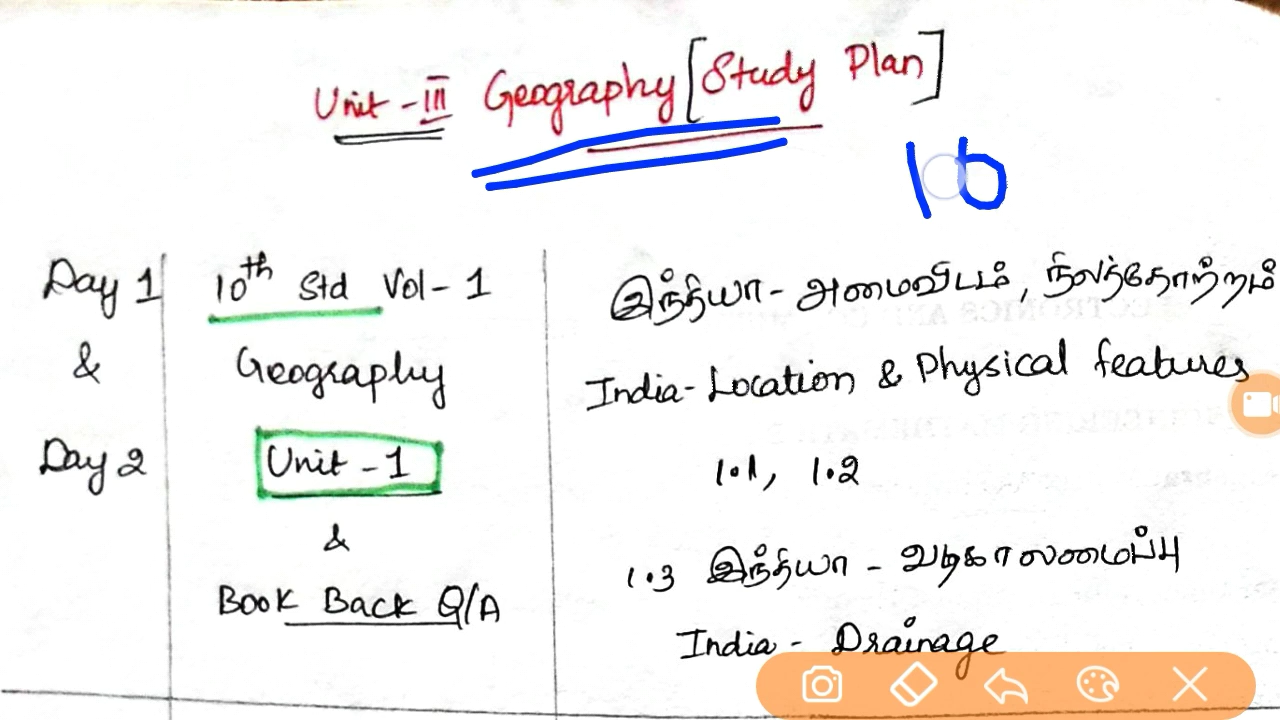 Unit - III Geography [Study Plan]
10
Day 1
&
Day 2
10th Std Vol - 1
Geography
Unit - 1
&
Book Back Q/A
இந்தியா - அமைவிடம், நிலத்தோற்றம்
India - Location & Physical features
1.1, 1.2
1.3 இந்தியா - வடிகாலமைப்பு
India - Drainage